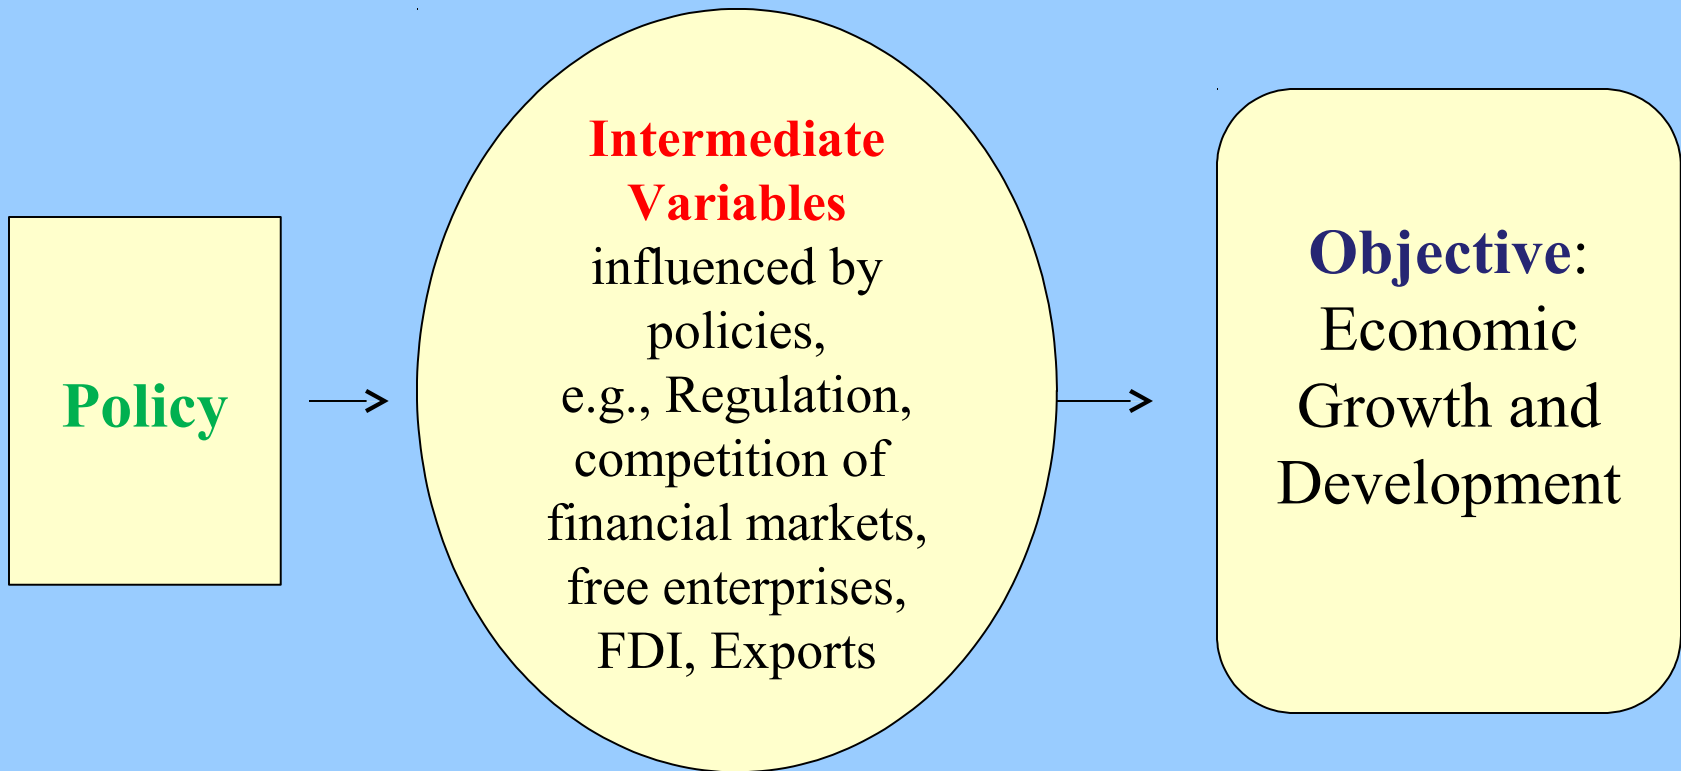 Policy
Intermediate
Variables
influenced by
policies,
e.g., Regulation,
competition of
financial markets,
free enterprises,
FDI, Exports
Objective:
Economic
Growth and
Development